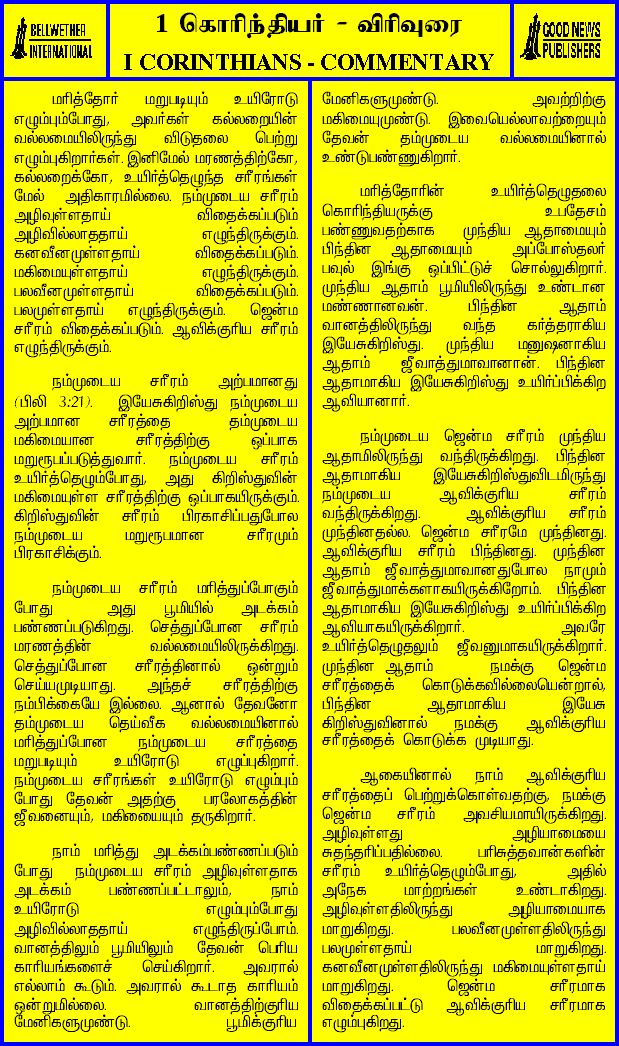 BELLWETHER
INTERNATIONAL
1 கொரிந்தியர் - விரிவுரை
I CORINTHIANS - COMMENTARY
GOOD NEWS
PUBLISHERS
மரித்தோர் மறுபடியும் உயிரோடு
எழும்பும்போது, அவர்கள் கல்லறையின்
வல்லமையிலிருந்து விடுதலை பெற்று
எழும்புகிறார்கள். இனிமேல் மரணத்திற்கோ,
கல்லறைக்கோ, உயிர்த்தெழுந்த சரீரங்கள்
மேல் அதிகாரமில்லை. நம்முடைய சரீரம்
அழிவுள்ளதாய் விதைக்கப்படும்
அழிவில்லாததாய் எழுந்திருக்கும்.
கனவீனமுள்ளதாய் விதைக்கப்படும்.
மகிமையுள்ளதாய் எழுந்திருக்கும்.
பலவீனமுள்ளதாய் விதைக்கப்படும்.
பலமுள்ளதாய் எழுந்திருக்கும். ஜென்ம
சரீரம் விதைக்கப்படும். ஆவிக்குரிய சரீரம்
எழுந்திருக்கும்.
நம்முடைய சரீரம் அற்பமானது
(பிலி 3:21). இயேசுகிறிஸ்து நம்முடைய
அற்பமான சரீரத்தை தம்முடைய
மகிமையான சரீரத்திற்கு ஒப்பாக
மறுரூபப்படுத்துவார். நம்முடைய சரீரம்
உயிர்த்தெழும்போது, அது கிறிஸ்துவின்
மகிமையுள்ள சரீரத்திற்கு ஒப்பாகயிருக்கும்.
கிறிஸ்துவின் சரீரம் பிரகாசிப்பதுபோல
நம்முடைய மறுரூபமான சரீரமும்
பிரகாசிக்கும்.
நம்முடைய சரீரம் மரித்துப்போகும்
போது அது பூமியில் அடக்கம்
பண்ணப்படுகிறது. செத்துப்போன சரீரம்
மரணத்தின் வல்லமையிலிருக்கிறது.
செத்துப்போன சரீரத்தினால் ஒன்றும்
செய்யமுடியாது. அந்தச் சரீரத்திற்கு
நம்பிக்கையே இல்லை. ஆனால் தேவனோ
தம்முடைய தெய்வீக வல்லமையினால்
மரித்துப்போன நம்முடைய சரீரத்தை
மறுபடியும் உயிரோடு எழுப்புகிறார்.
நம்முடைய சரீரங்கள் உயிரோடு எழும்பும்
போது தேவன் அதற்கு பரலோகத்தின்
ஜீவனையும், மகிமையையும் தருகிறார்.
நாம் மரித்து அடக்கம்பண்ணப்படும்
போது நம்முடைய சரீரம் அழிவுள்ளதாக
அடக்கம் பண்ணப்பட்டாலும், நாம்
உயிரோடு எழும்பும்போது
அழிவில்லாததாய் எழுந்திருப்போம்.
வானத்திலும் பூமியிலும் தேவன் பெரிய
காரியங்களைச் செய்கிறார். அவரால்
எல்லாம் கூடும். அவரால் கூடாத காரியம்
ஒன்றுமில்லை. வானத்திற்குரிய
மேனிகளுமுண்டு. பூமிக்குரிய
மேனிகளுமுண்டு. அவற்றிற்கு
மகிமையுமுண்டு. இவையெல்லாவற்றையும்
தேவன் தம்முடைய வல்லமையினால்
உண்டுபண்ணுகிறார்.
மரித்தோரின் உயிர்த்தெழுதலை
கொரிந்தியருக்கு உபதேசம்
பண்ணுவதற்காக முந்திய ஆதாமையும்
பிந்தின ஆதாமையும் அப்போஸ்தலர்
பவுல் இங்கு ஒப்பிட்டுச் சொல்லுகிறார்.
முந்திய ஆதாம் பூமியிலிருந்து உண்டான
மண்ணானவன். பிந்தின ஆதாம்
வானத்திலிருந்து வந்த கர்த்தராகிய
இயேசுகிறிஸ்து. முந்திய மனுஷனாகிய
ஆதாம் ஜீவாத்துமாவானான். பிந்தின
ஆதாமாகிய இயேசுகிறிஸ்து உயிர்ப்பிக்கிற
ஆவியானார்.
நம்முடைய ஜென்ம சரீரம் முந்திய
ஆதாமிலிருந்து வந்திருக்கிறது. பிந்தின
ஆதாமாகிய இயேசுகிறிஸ்துவிடமிருந்து
நம்முடைய ஆவிக்குரிய சரீரம்
வந்திருக்கிறது. ஆவிக்குரிய சரீரம்
முந்தினதல்ல. ஜென்ம சரீரமே முந்தினது.
ஆவிக்குரிய சரீரம் பிந்தினது. முந்தின
ஆதாம் ஜீவாத்துமாவானதுபோல நாமும்
ஜீவாத்துமாக்களாகயிருக்கிறோம். பிந்தின
ஆதாமாகிய இயேசுகிறிஸ்து உயிர்ப்பிக்கிற
ஆவியாகயிருக்கிறார். அவரே
உயிர்த்தெழுதலும் ஜீவனுமாகயிருக்கிறார்.
முந்தின ஆதாம் நமக்கு ஜென்ம
சரீரத்தைக் கொடுக்கவில்லையென்றால்,
பிந்தின ஆதாமாகிய இயேசு
கிறிஸ்துவினால் நமக்கு ஆவிக்குரிய
சரீரத்தைக் கொடுக்க முடியாது.
ஆகையினால் நாம் ஆவிக்குரிய
சரீரத்தைப் பெற்றுக்கொள்வதற்கு, நமக்கு
ஜென்ம சரீரம் அவசியமாயிருக்கிறது.
அழிவுள்ளது அழியாமையை
சுதந்தரிப்பதில்லை. பரிசுத்தவான்களின்
சரீரம் உயிர்த்தெழும்போது, அதில்
அநேக மாற்றங்கள் உண்டாகிறது.
அழிவுள்ளதிலிருந்து அழியாமையாக
மாறுகிறது. பலவீனமுள்ளதிலிருந்து
பலமுள்ளதாய் மாறுகிறது.
கனவீனமுள்ளதிலிருந்து மகிமையுள்ளதாய்
மாறுகிறது. ஜென்ம சரீரமாக
விதைக்கப்பட்டு ஆவிக்குரிய சரீரமாக
எழும்புகிறது.